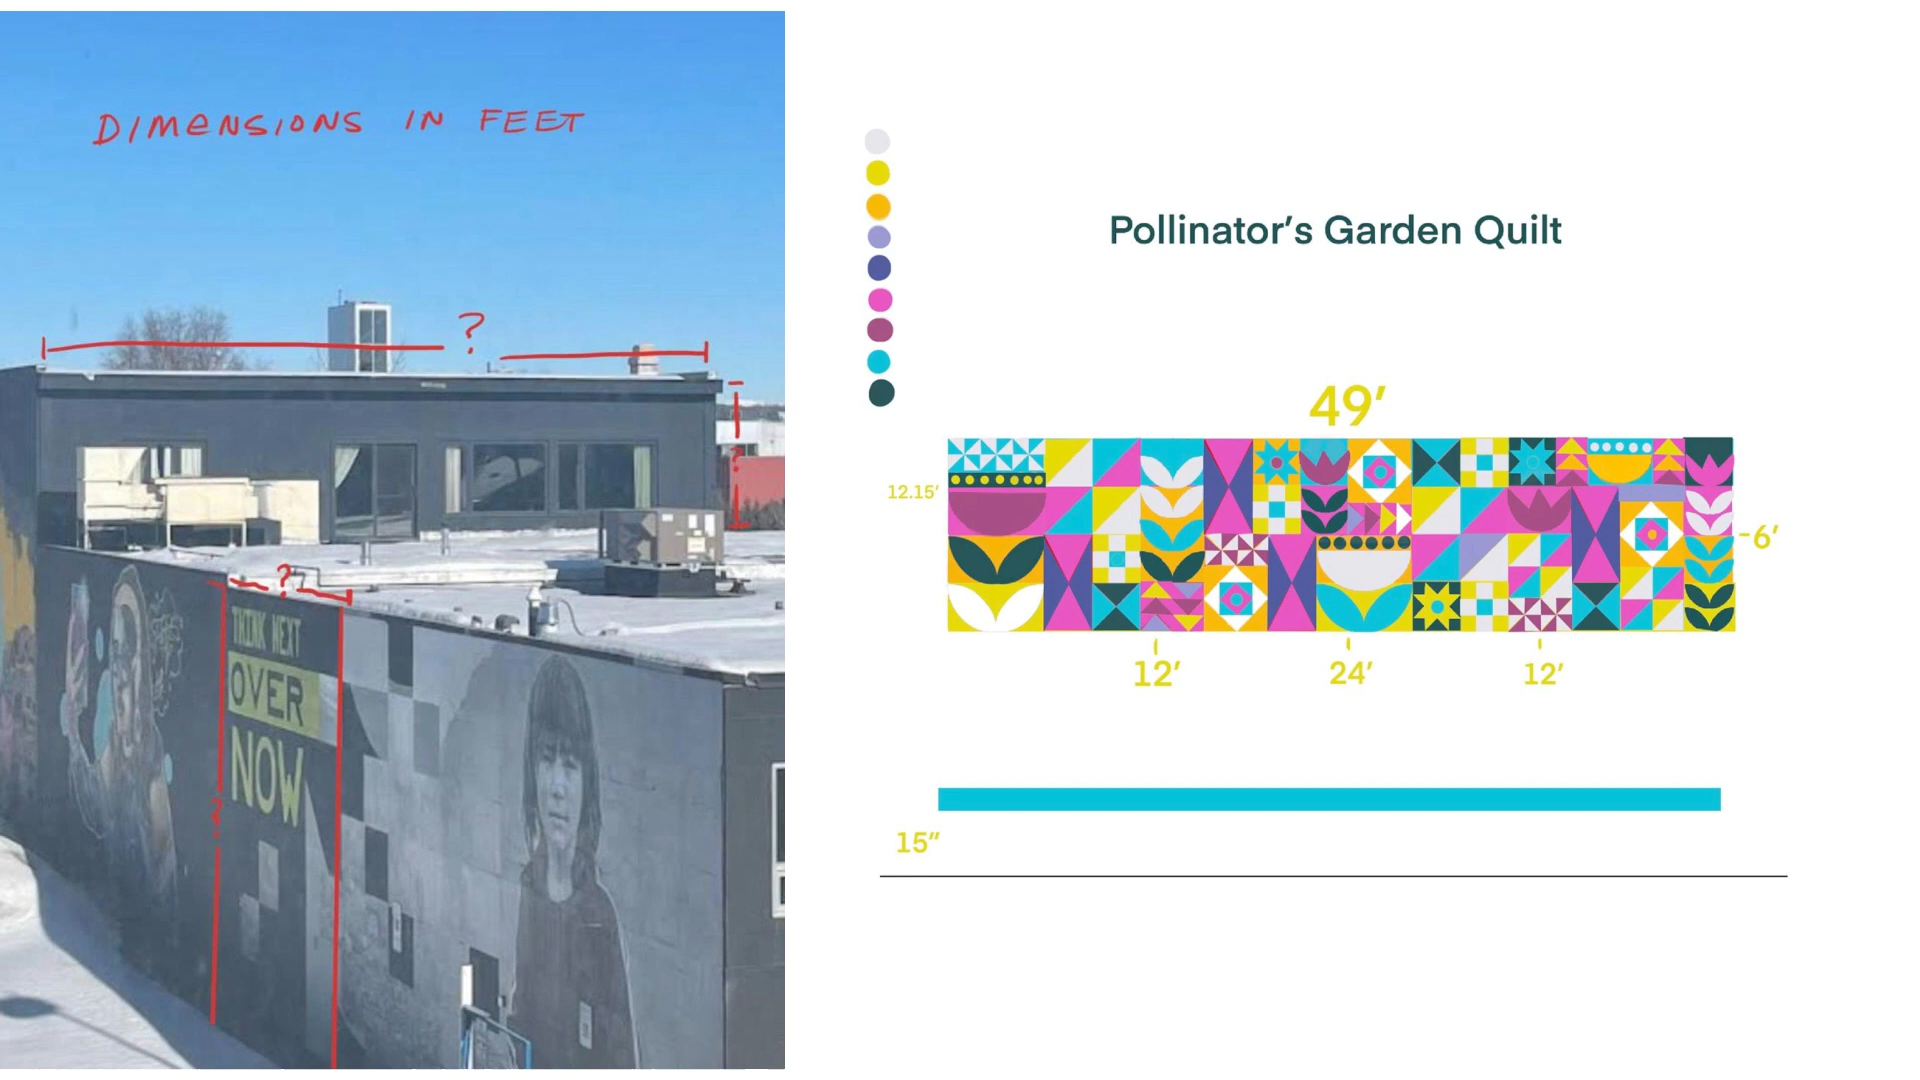 DIMENSIONS IN FEET
?
?
?
?
THINK NEXT
OVER
NOW
Pollinator's Garden Quilt
49'
12.15'
-6'
12'
24'
12'
15"